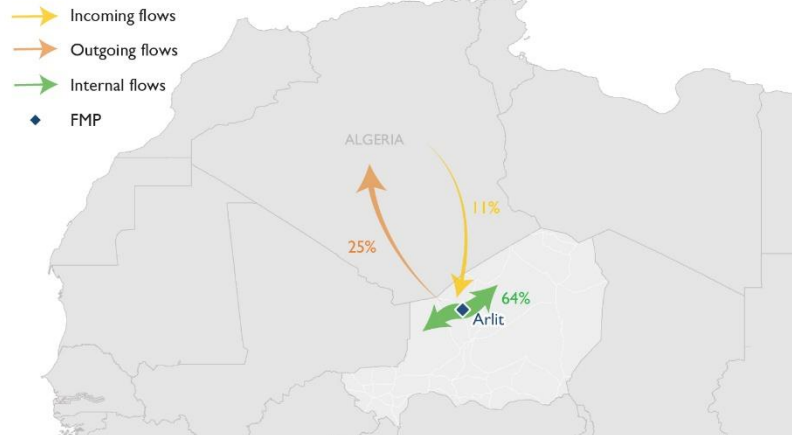 Incoming flows
Outgoing flows
Internal flows
FMP
ALGERIA
11%
25%
64%
Arlit